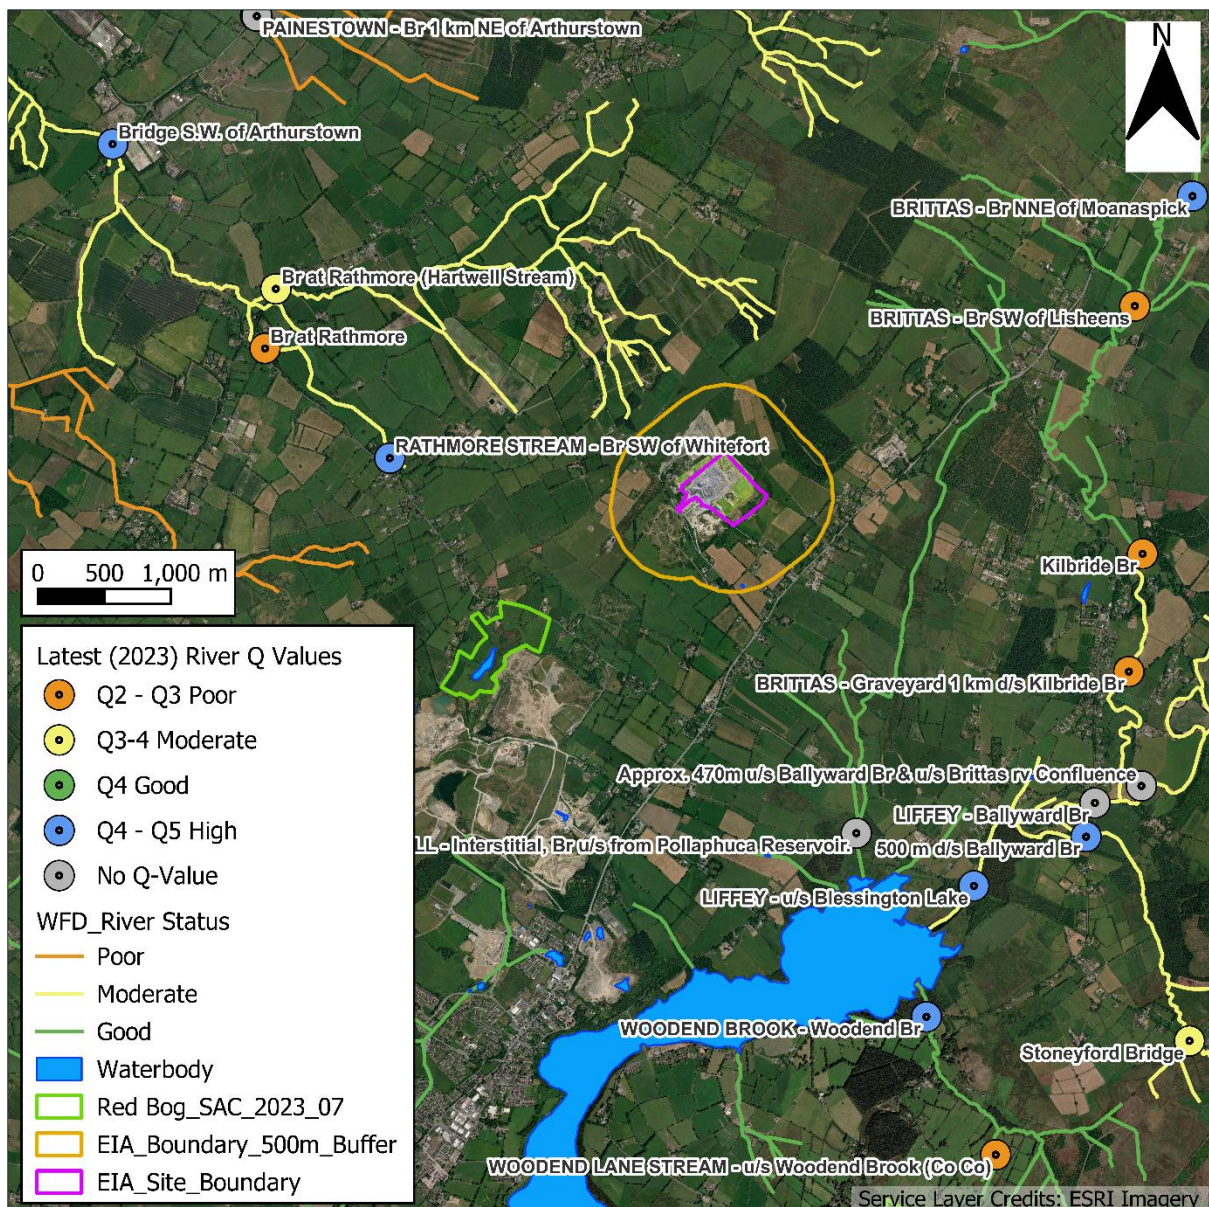 PAINESTOWN - Br 1 km NE of Arthurstown
N
Bridge S.W. of Arthurstown
BRITTAS - Br NNE of Moanaspick
Br at Rathmore (Hartwell Stream)
BRITTAS - Br SW of Lisheens
Br at Rathmore
RATHMORE STREAM - Br SW of Whitefort
Kilbride Br
0 500 1,000 m
BRITTAS - Graveyard 1 km d/s Kilbride Br
Approx. 470m u/s Ballyward Br & u/s Brittas rv Confluence
LIFFEY - Ballyward Br
LL - Interstitial, Br u/s from Pollaphuca Reservoir.
500 m d/s Ballyward Br
LIFFEY - u/s Blessington Lake
WOODEND BROOK - Woodend Br
Stoneyford Bridge
WOODEND LANE STREAM - u/s Woodend Brook (Co Co)
Latest (2023) River Q Values
Q2 - Q3 Poor
Q3-4 Moderate
Q4 Good
Q4 - Q5 High
No Q-Value
WFD_River Status
Poor
Moderate
Good
Waterbody
Red Bog_SAC_2023_07
EIA_Boundary_500m_Buffer
EIA_Site_Boundary
Service Layer Credits: ESRI Imagery